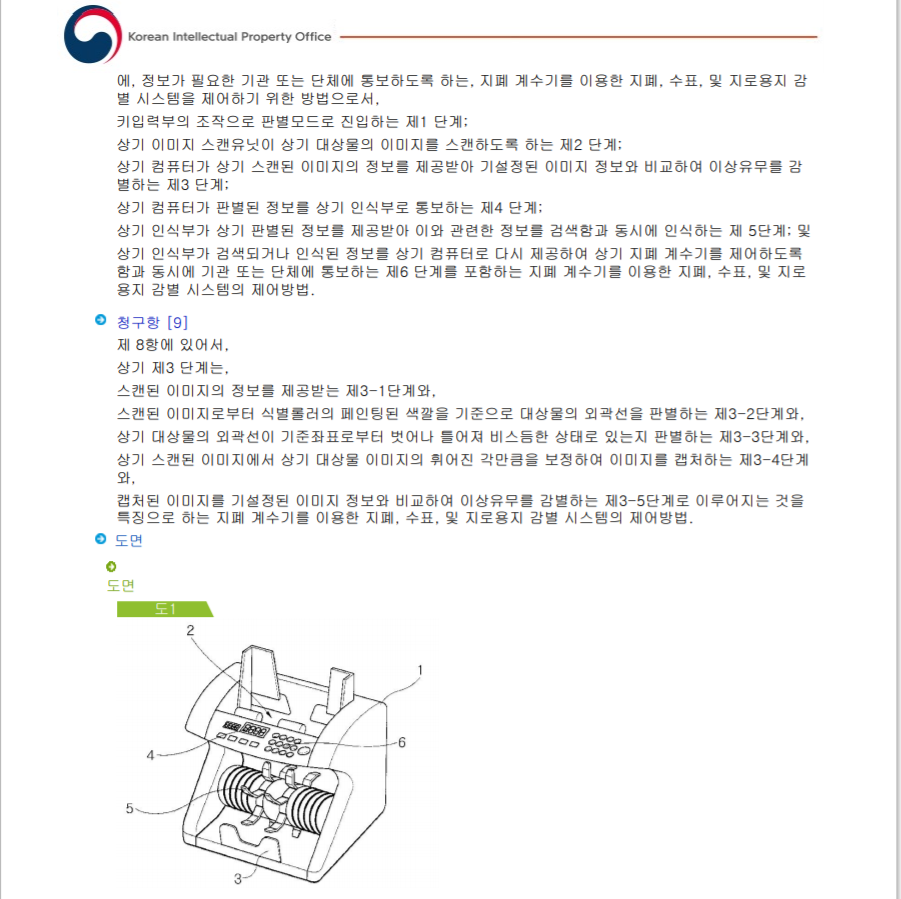 Korean Intellectual Property Office
에, 정보가 필요한 기관 또는 단체에 통보하도록 하는, 지폐 계수기를 이용한 지폐, 수표, 및 지로용지 감
별 시스템을 제어하기 위한 방법으로서,
키입력부의 조작으로 판별모드로 진입하는 제1 단계;
상기 이미지 스캔유닛이 상기 대상물의 이미지를 스캔하도록 하는 제2 단계;
상기 컴퓨터가 상기 스캔된 이미지의 정보를 제공받아 기설정된 이미지 정보와 비교하여 이상유무를 감
별하는 제3 단계;
상기 컴퓨터가 판별된 정보를 상기 인식부로 통보하는 제4 단계;
상기 인식부가 상기 판별된 정보를 제공받아 이와 관련한 정보를 검색함과 동시에 인식하는 제 5단계; 및
상기 인식부가 검색되거나 인식된 정보를 상기 컴퓨터로 다시 제공하여 상기 지폐 계수기를 제어하도록
함과 동시에 기관 또는 단체에 통보하는 제6 단계를 포함하는 지폐 계수기를 이용한 지폐, 수표, 및 지로
용지 감별 시스템의 제어방법.
청구항 [9]
제 8항에 있어서,
상기 제3 단계는,
스캔된 이미지의 정보를 제공받는 제3-1단계와,
스캔된 이미지로부터 식별롤러의 페인팅된 색깔을 기준으로 대상물의 외곽선을 판별하는 제3-2단계와,
상기 대상물의 외곽선이 기준좌표로부터 벗어나 틀어져 비스듬한 상태로 있는지 판별하는 제3-3단계와,
상기 스캔된 이미지에서 상기 대상물 이미지의 휘어진 각만큼을 보정하여 이미지를 캡처하는 제3-4단계
와,
캡처된 이미지를 기설정된 이미지 정보와 비교하여 이상유무를 감별하는 제3-5단계로 이루어지는 것을
특징으로 하는 지폐 계수기를 이용한 지폐, 수표, 및 지로용지 감별 시스템의 제어방법.
도면
도면
도1
2
1
6
4
5
3